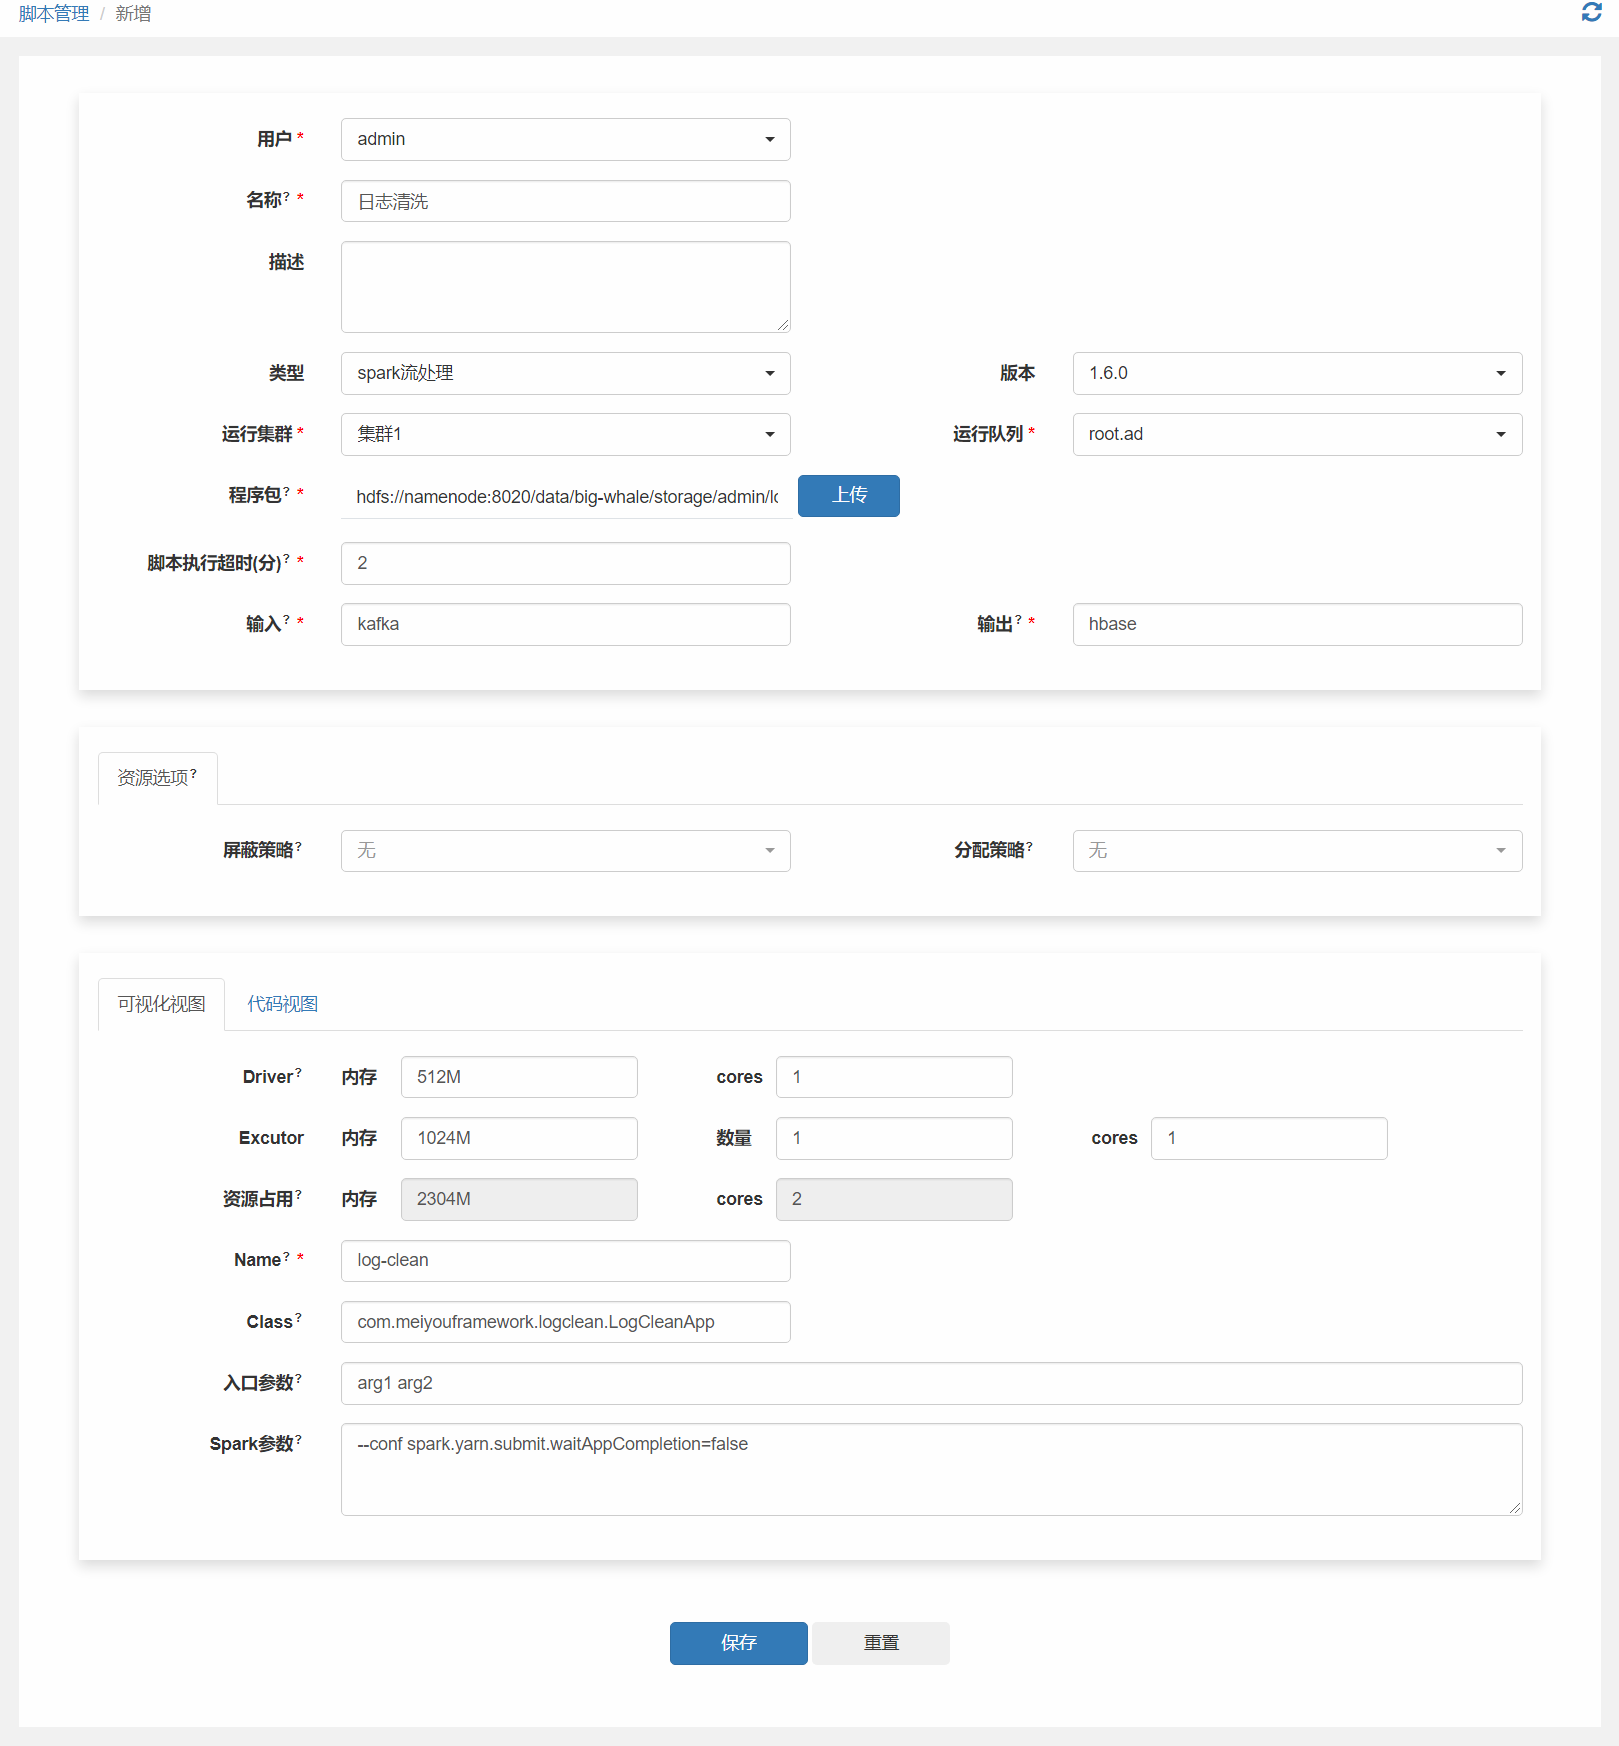 脚本管理 / 新增
用户 * admin
名称? * 日志清洗
描述
类型 spark流处理 版本 1.6.0
运行集群 * 集群1 运行队列 * root.ad
程序包? * hdfs://namenode:8020/data/big-whale/storage/admin/lo 上传
脚本执行超时(分)? * 2
输入? * kafka 输出? * hbase
资源选项?
屏蔽策略? 无 分配策略? 无
可视化视图 代码视图
Driver? 内存 512M cores 1
Excutor 内存 1024M 数量 1 cores 1
资源占用? 内存 2304M cores 2
Name? * log-clean
Class? com.meiyouframework.logclean.LogCleanApp
入口参数? arg1 arg2
Spark参数? --conf spark.yarn.submit.waitAppCompletion=false
保存 重置